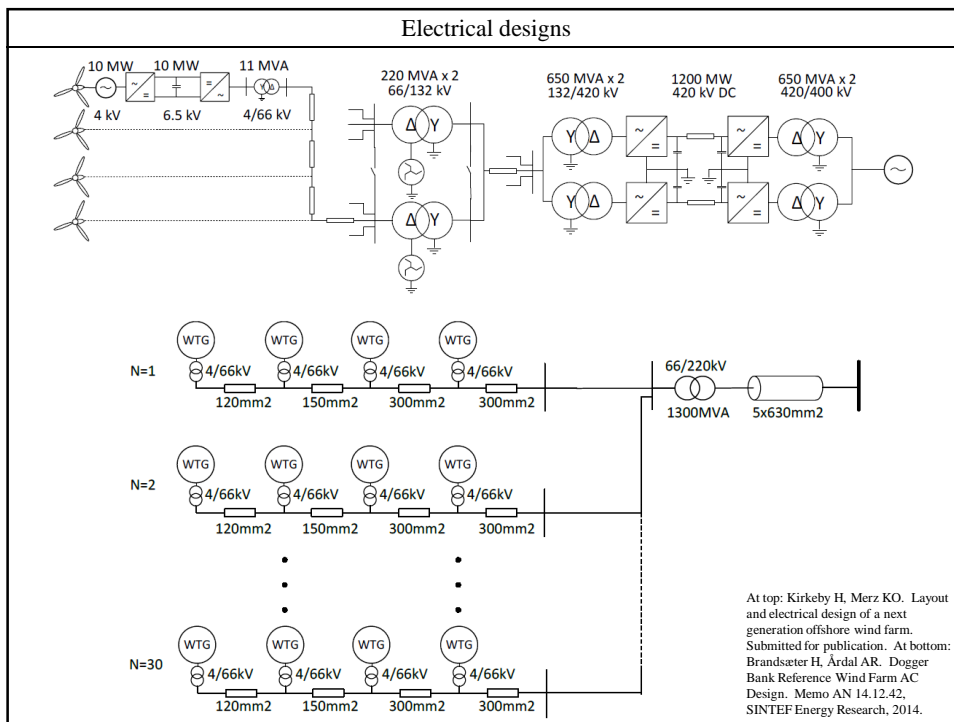 Electrical designs
10 MW 10 MW 11 MVA
4 kV 6.5 kV 4/66 kV
Y Δ
220 MVA x 2
66/132 kV
Δ Y
Δ Y
650 MVA x 2
132/420 kV
1200 MW
420 kV DC
650 MVA x 2
420/400 kV
Y Δ ~ = ~ = Δ Y
Y Δ ~ = ~ = Δ Y
WTG WTG WTG WTG
N=1 4/66kV 4/66kV 4/66kV 4/66kV
120mm2 150mm2 300mm2 300mm2
66/220kV
1300MVA 5x630mm2
WTG WTG WTG WTG
N=2 4/66kV 4/66kV 4/66kV 4/66kV
120mm2 150mm2 300mm2 300mm2
WTG WTG WTG WTG
N=30 4/66kV 4/66kV 4/66kV 4/66kV
120mm2 150mm2 300mm2 300mm2
At top: Kirkeby H, Merz KO. Layout
and electrical design of a next
generation offshore wind farm.
Submitted for publication. At bottom:
Brandsæter H, Årdal AR. Dogger
Bank Reference Wind Farm AC
Design. Memo AN 14.12.42,
SINTEF Energy Research, 2014.